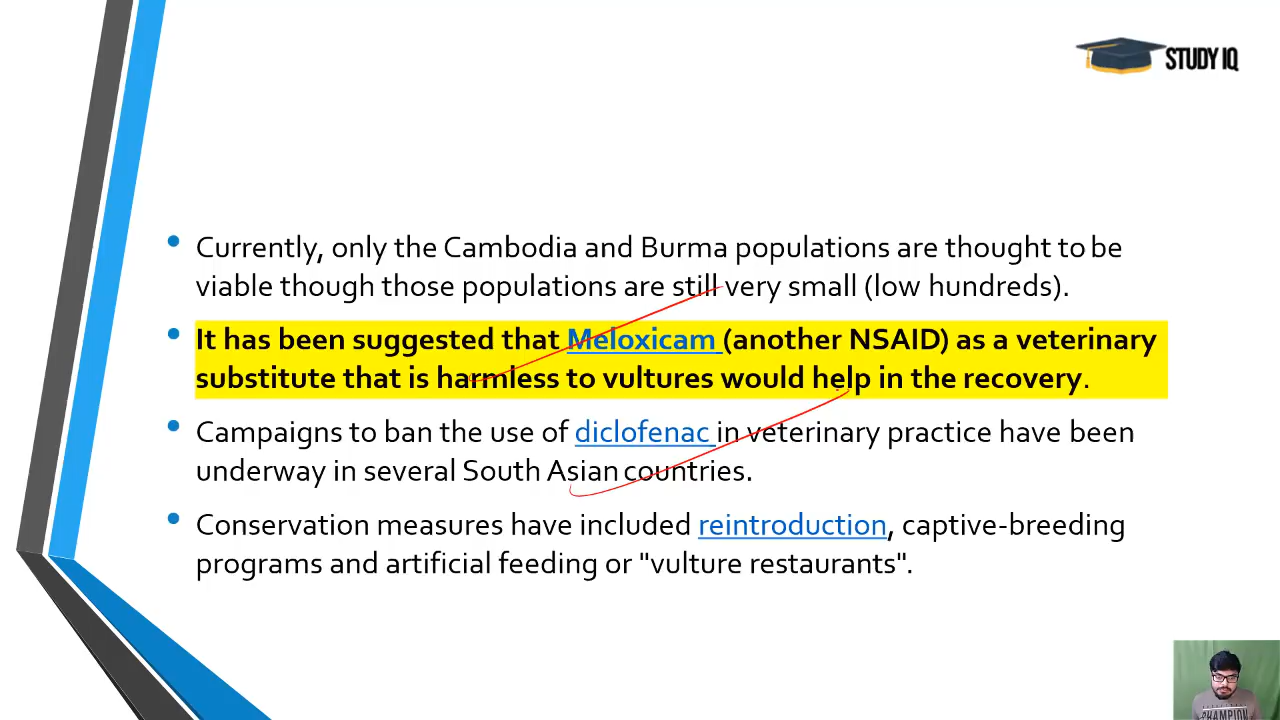 STUDY IQ
Currently, only the Cambodia and Burma populations are thought to be
viable though those populations are still very small (low hundreds).
It has been suggested that Meloxicam (another NSAID) as a veterinary
substitute that is harmless to vultures would help in the recovery.
Campaigns to ban the use of diclofenac in veterinary practice have been
underway in several South Asian countries.
Conservation measures have included reintroduction, captive-breeding
programs and artificial feeding or "vulture restaurants".
CHAMPION